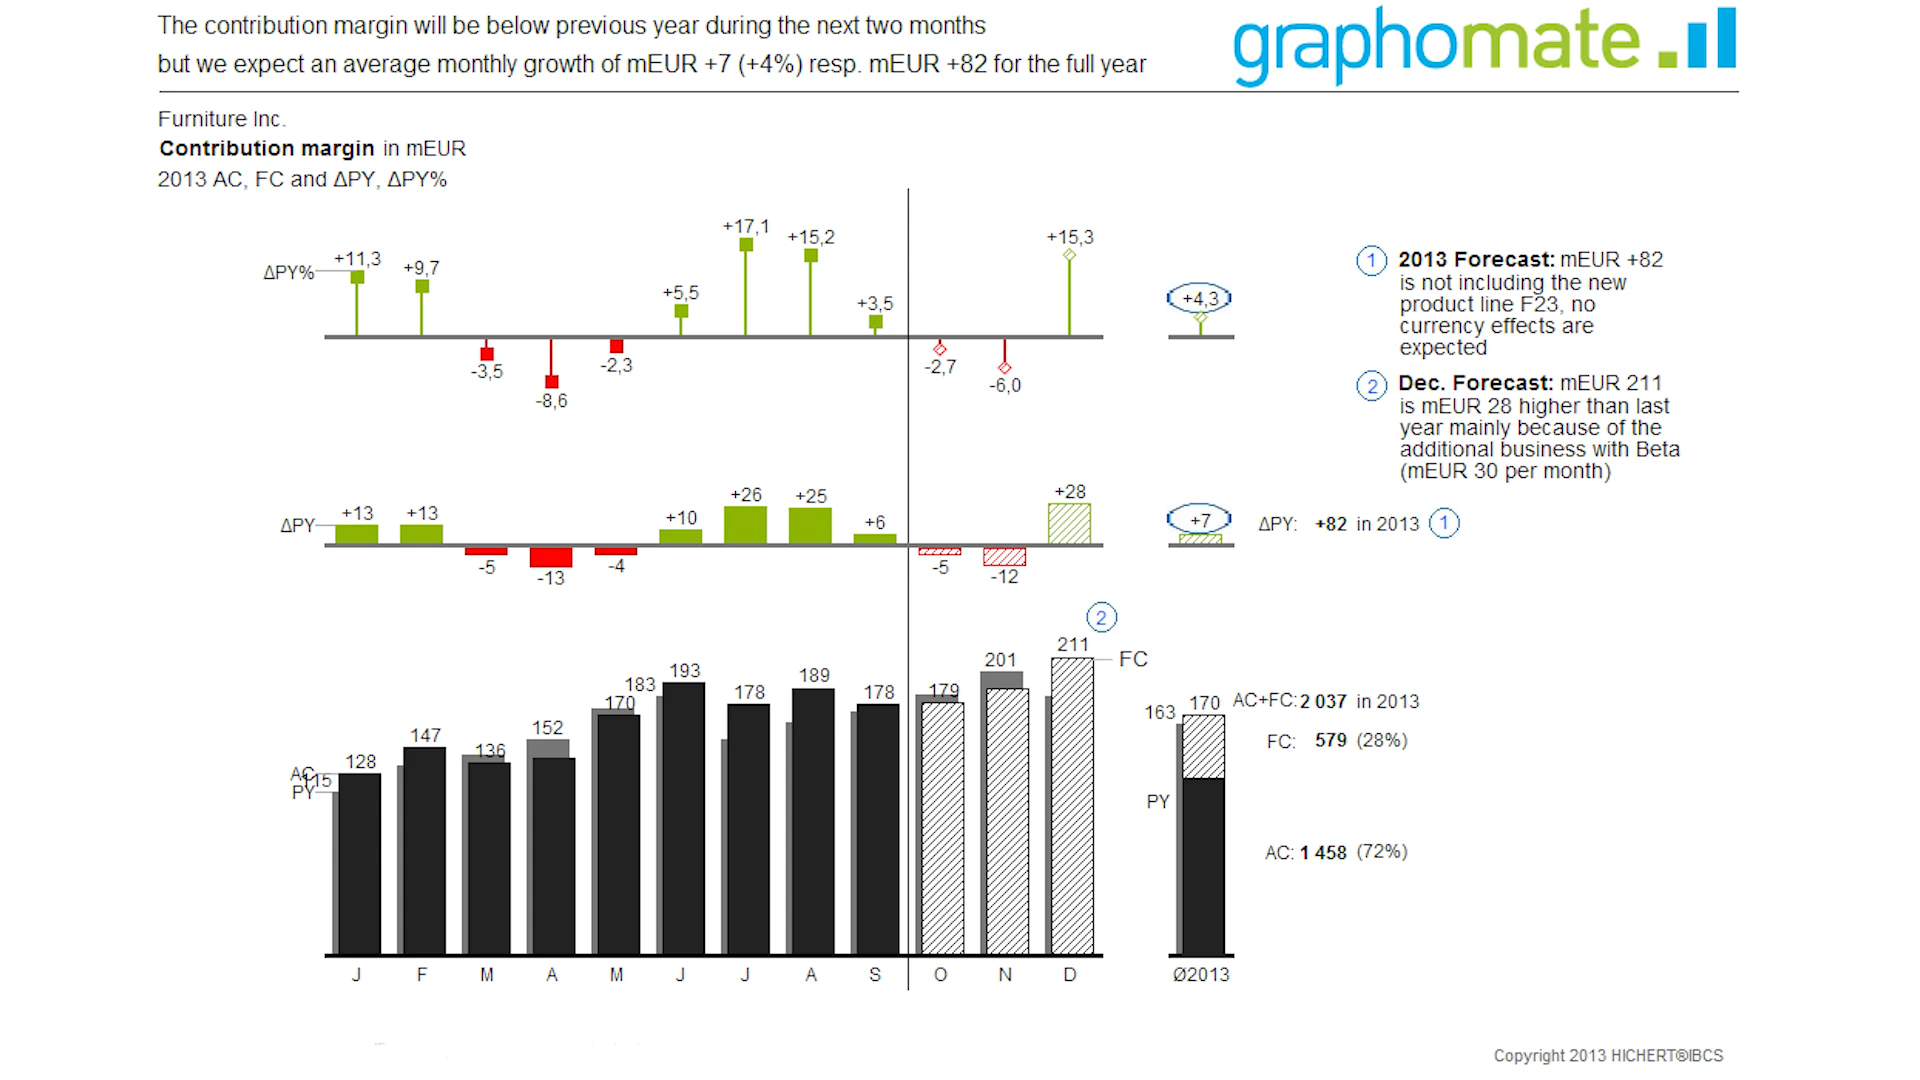 The contribution margin will be below previous year during the next two months
but we expect an average monthly growth of mEUR +7 (+4%) resp. mEUR +82 for the full year
graphomate
Furniture Inc.
Contribution margin in mEUR
2013 AC, FC and ΔPY, ΔPY%
ΔPY% +11,3 +9,7 -3,5 -8,6 -2,3 +5,5 +17,1 +15,2 +3,5 -2,7 -6,0 +15,3 +4,3
1 2013 Forecast: mEUR +82
is not including the new
product line F23, no
currency effects are
expected
2 Dec. Forecast: mEUR 211
is mEUR 28 higher than last
year mainly because of the
additional business with Beta
(mEUR 30 per month)
ΔPY +13 +13 -5 -13 -4 +10 +26 +25 +6 -5 -12 +28 +7 ΔPY: +82 in 2013 1
2
AC 128 147 136 152 183 170 193 178 189 178 179 201 211 FC
PY 115
163 170 AC+FC: 2 037 in 2013
FC: 579 (28%)
PY
AC: 1 458 (72%)
J F M A M J J A S O N D Ø2013
Copyright 2013 HICHERT®IBCS